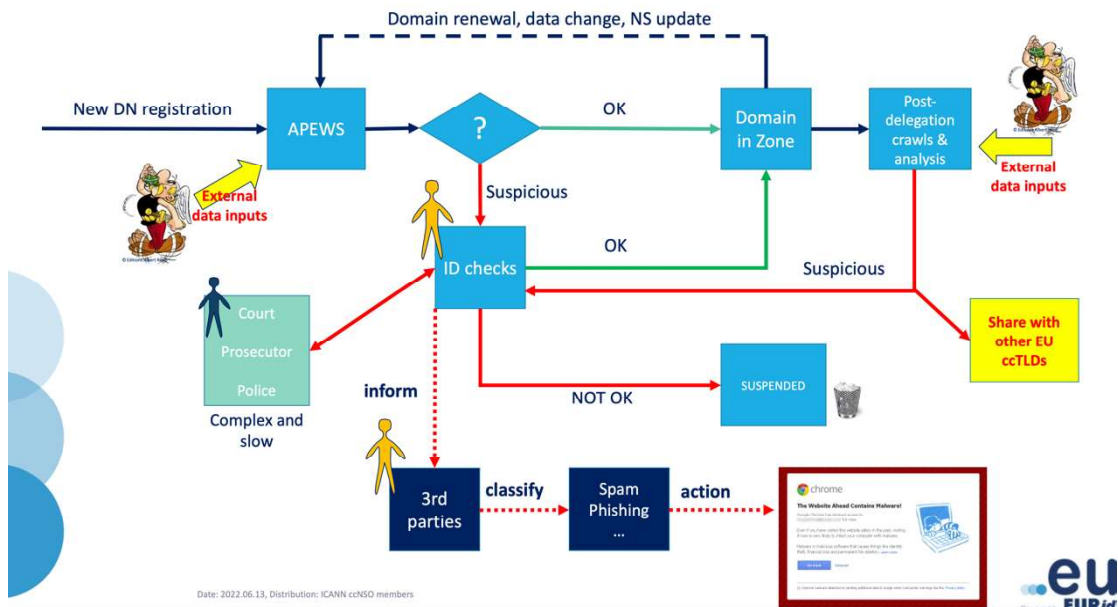 Domain renewal, data change, NS update
New DN registration
APEWS
?
OK
Domain
in Zone
Post-
delegation
crawls &
analysis
External
data inputs
External
data inputs
Suspicious
ID checks
OK
Suspicious
Court
Prosecutor
Police
Complex and
slow
Share with
other EU
ccTLDs
SUSPENDED
NOT OK
inform
3rd
parties
classify
Spam
Phishing
...
action
chrome
The Website Ahead Contains Malware!
Date: 2022.06.13, Distribution: ICANN ccNSO members
eu
EURid